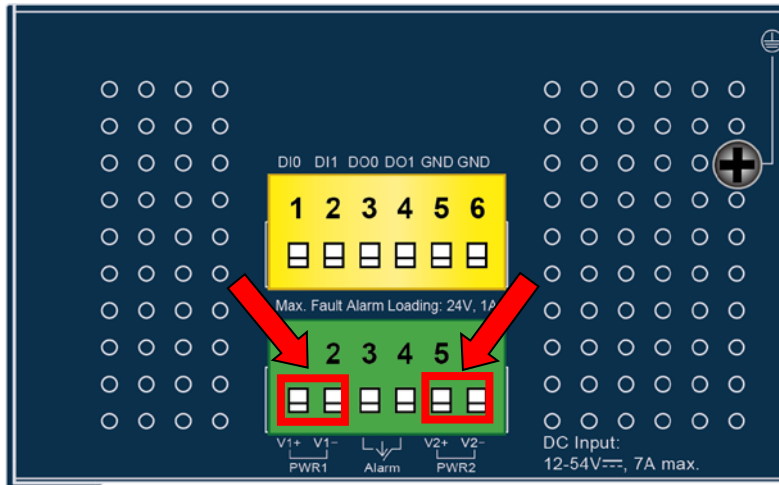 DI0 DI1 DO0 DO1 GND GND
1 2 3 4 5 6
Max. Fault Alarm Loading: 24V, 1A
2 3 4 5
V1+ V1− V2+ V2−
PWR1 Alarm PWR2
DC Input:
12-54V⎓, 7A max.